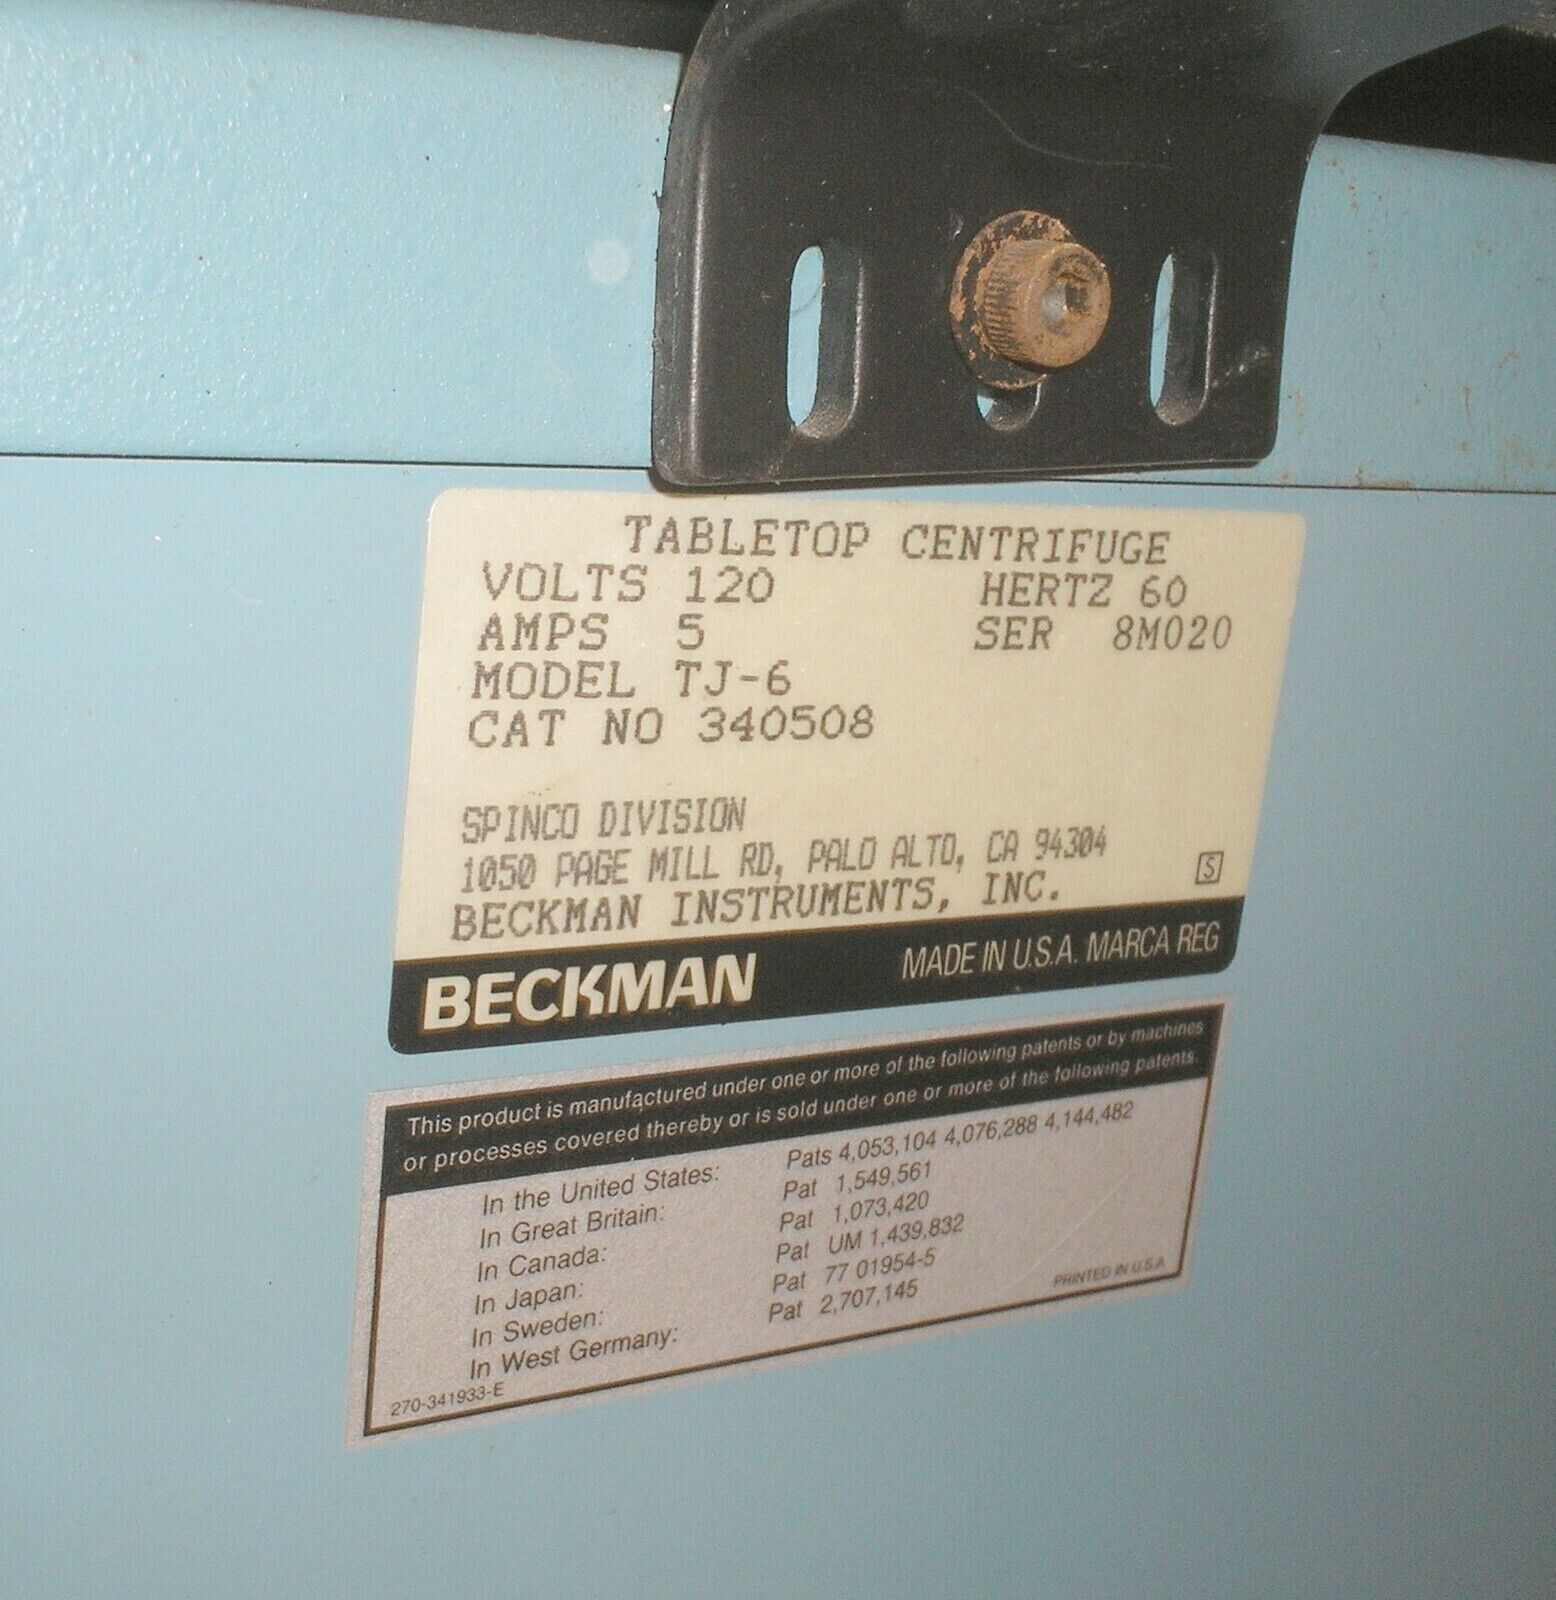 TABLETOP CENTRIFUGE
VOLTS 120 HERTZ 60
AMPS 5 SER 8M020
MODEL TJ-6
CAT NO 340508
SPINCO DIVISION
1050 PAGE MILL RD, PALO ALTO, CA 94304
BECKMAN INSTRUMENTS, INC. S
BECKMAN MADE IN U.S.A. MARCA REG
This product is manufactured under one or more of the following patents or by machines
or processes covered thereby or is sold under one or more of the following patents.
In the United States: Pats 4,053,104 4,076,288 4,144,482
In Great Britain: Pat 1,549,561
In Canada: Pat 1,073,420
In Japan: Pat UM 1,439,832
In Sweden: Pat 77 01954-5
In West Germany: Pat 2,707,145
270-341933-E PRINTED IN U.S.A